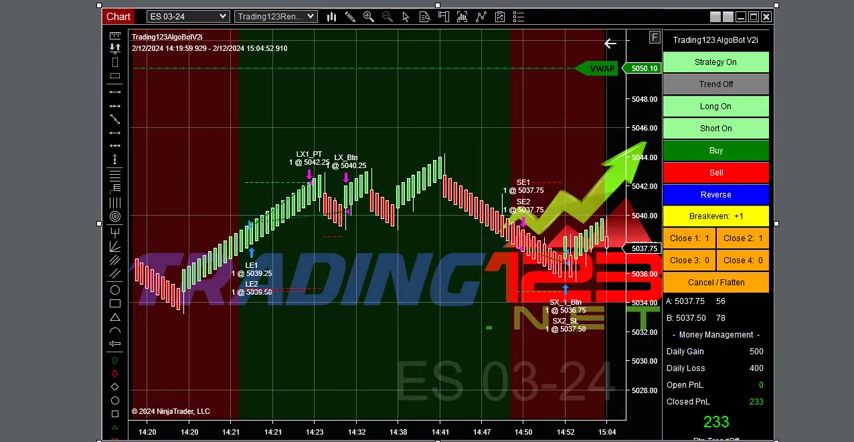 Chart
ES 03-24
Trading123Ren...
Trading123AlgoBotV2i
2/12/2024 14:19:59.929 - 2/12/2024 15:04:52.910
F
VWAP
5050.10
5048.00
5046.00
5044.00
5042.00
5040.00
5037.75
5036.00
5034.00
5032.00
5030.00
5028.00
LX1_PT
1 @ 5042.25
LX_Btn
1 @ 5040.25
SE1
1 @ 5037.75
SE2
1 @ 5037.75
LE1
1 @ 5039.25
LE2
1 @ 5039.50
SX_1_Btn
1 @ 5036.75
SX2_SL
1 @ 5037.50
TRADING123
.NET
ES 03-24
© 2024 NinjaTrader, LLC
14:20 14:20 14:21 14:21 14:23 14:26 14:28 14:41 14:47 14:50 14:52 15:04
Trading123 AlgoBot V2i
Strategy On
Trend Off
Long On
Short On
Buy
Sell
Reverse
Breakeven: +1
Close 1: 1 Close 2: 1
Close 3: 0 Close 4: 0
Cancel / Flatten
A: 5037.75 56
B: 5037.50 78
- Money Management -
Daily Gain 500
Daily Loss 400
Open PnL 0
Closed PnL 233
233